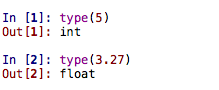 In [1]: type(5)
Out[1]: int
In [2]: type(3.27)
Out[2]: float